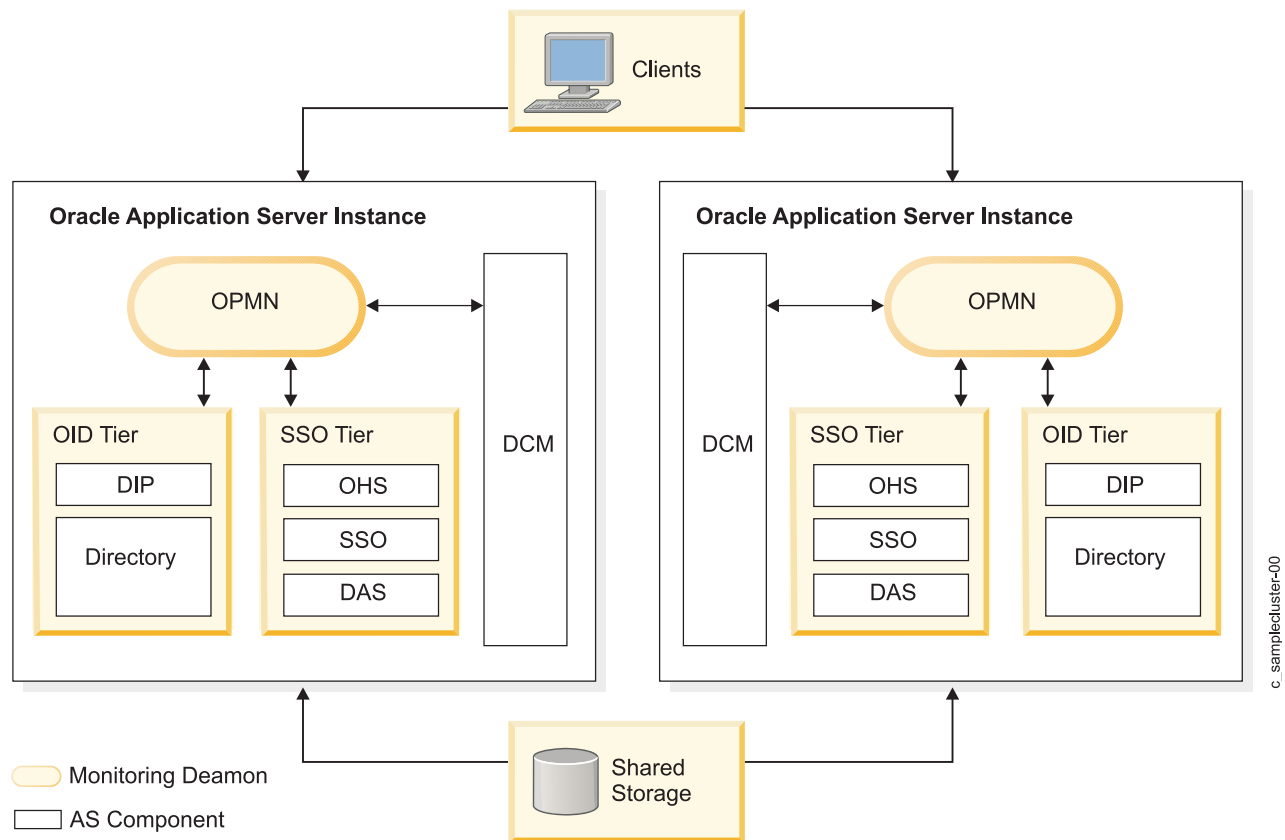 Clients
Oracle Application Server Instance
OPMN
OID Tier
DIP
Directory
SSO Tier
OHS
SSO
DAS
DCM
Oracle Application Server Instance
OPMN
DCM
SSO Tier
OHS
SSO
DAS
OID Tier
DIP
Directory
Shared
Storage
Monitoring Deamon
AS Component
c_samplecluster-00